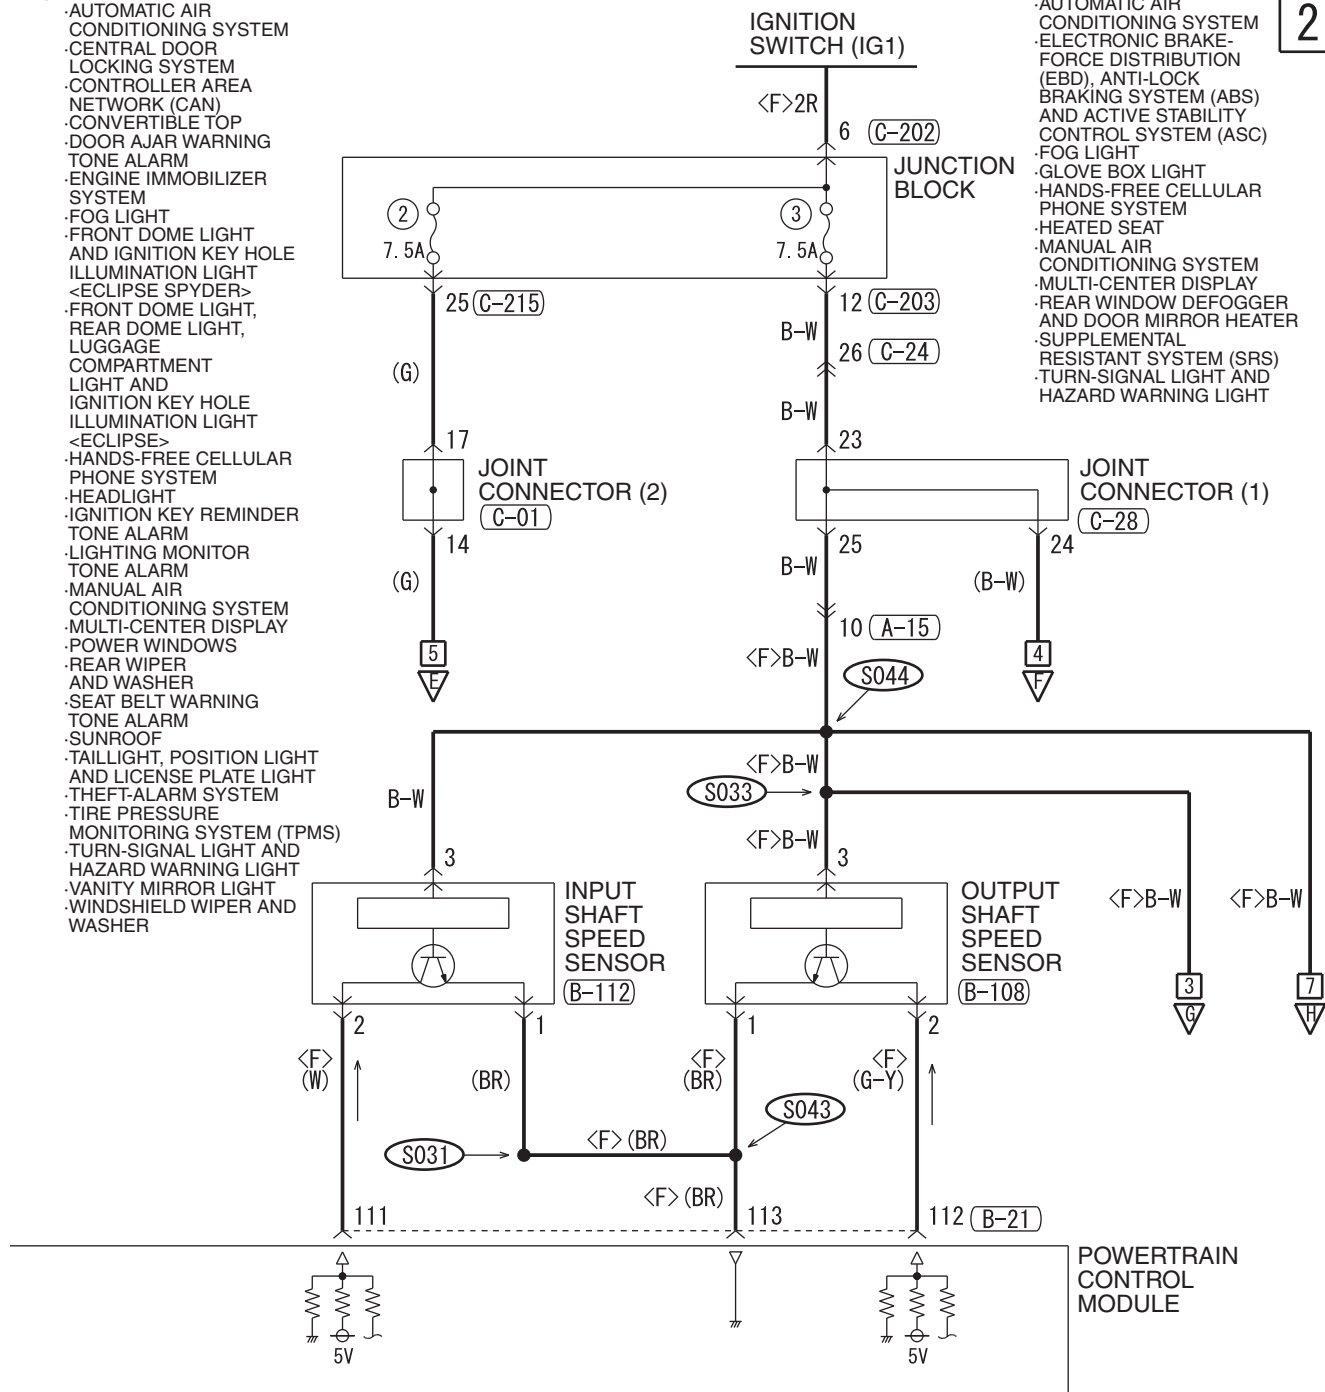 ·AUTOMATIC AIR
CONDITIONING SYSTEM
·CENTRAL DOOR
LOCKING SYSTEM
·CONTROLLER AREA
NETWORK (CAN)
·CONVERTIBLE TOP
·DOOR AJAR WARNING
TONE ALARM
·ENGINE IMMOBILIZER
SYSTEM
·FOG LIGHT
·FRONT DOME LIGHT
AND IGNITION KEY HOLE
ILLUMINATION LIGHT
<ECLIPSE SPYDER>
·FRONT DOME LIGHT,
REAR DOME LIGHT,
LUGGAGE
COMPARTMENT
LIGHT AND
IGNITION KEY HOLE
ILLUMINATION LIGHT
<ECLIPSE>
·HANDS-FREE CELLULAR
PHONE SYSTEM
·HEADLIGHT
·IGNITION KEY REMINDER
TONE ALARM
·LIGHTING MONITOR
TONE ALARM
·MANUAL AIR
CONDITIONING SYSTEM
·MULTI-CENTER DISPLAY
·POWER WINDOWS
·REAR WIPER
AND WASHER
·SEAT BELT WARNING
TONE ALARM
·SUNROOF
·TAILLIGHT, POSITION LIGHT
AND LICENSE PLATE LIGHT
·THEFT-ALARM SYSTEM
·TIRE PRESSURE
MONITORING SYSTEM (TPMS)
·TURN-SIGNAL LIGHT AND
HAZARD WARNING LIGHT
·VANITY MIRROR LIGHT
·WINDSHIELD WIPER AND
WASHER
·AUTOMATIC AIR
CONDITIONING SYSTEM
·ELECTRONIC BRAKE-
FORCE DISTRIBUTION
(EBD), ANTI-LOCK
BRAKING SYSTEM (ABS)
AND ACTIVE STABILITY
CONTROL SYSTEM (ASC)
·FOG LIGHT
·GLOVE BOX LIGHT
·HANDS-FREE CELLULAR
PHONE SYSTEM
·HEATED SEAT
·MANUAL AIR
CONDITIONING SYSTEM
·MULTI-CENTER DISPLAY
·REAR WINDOW DEFOGGER
AND DOOR MIRROR HEATER
·SUPPLEMENTAL
RESISTANT SYSTEM (SRS)
·TURN-SIGNAL LIGHT AND
HAZARD WARNING LIGHT
2
IGNITION
SWITCH (IG1)
<F>2R
6 C-202
JUNCTION
BLOCK
2
7.5A
3
7.5A
25 C-215
12 C-203
B-W
26 C-24
(G)
B-W
17
23
JOINT
CONNECTOR (2)
C-01
JOINT
CONNECTOR (1)
C-28
14
25
24
(G)
B-W
(B-W)
10 A-15
<F>B-W
5
E
4
F
S044
<F>B-W
S033
B-W
<F>B-W
3
3
INPUT
SHAFT
SPEED
SENSOR
B-112
OUTPUT
SHAFT
SPEED
SENSOR
B-108
<F>B-W
<F>B-W
3
G
7
H
2
1
1
2
<F>
(W)
(BR)
<F>
(BR)
<F>
(G-Y)
S043
<F>(BR)
S031
<F>(BR)
111
113
112 B-21
POWERTRAIN
CONTROL
MODULE
5V
5V